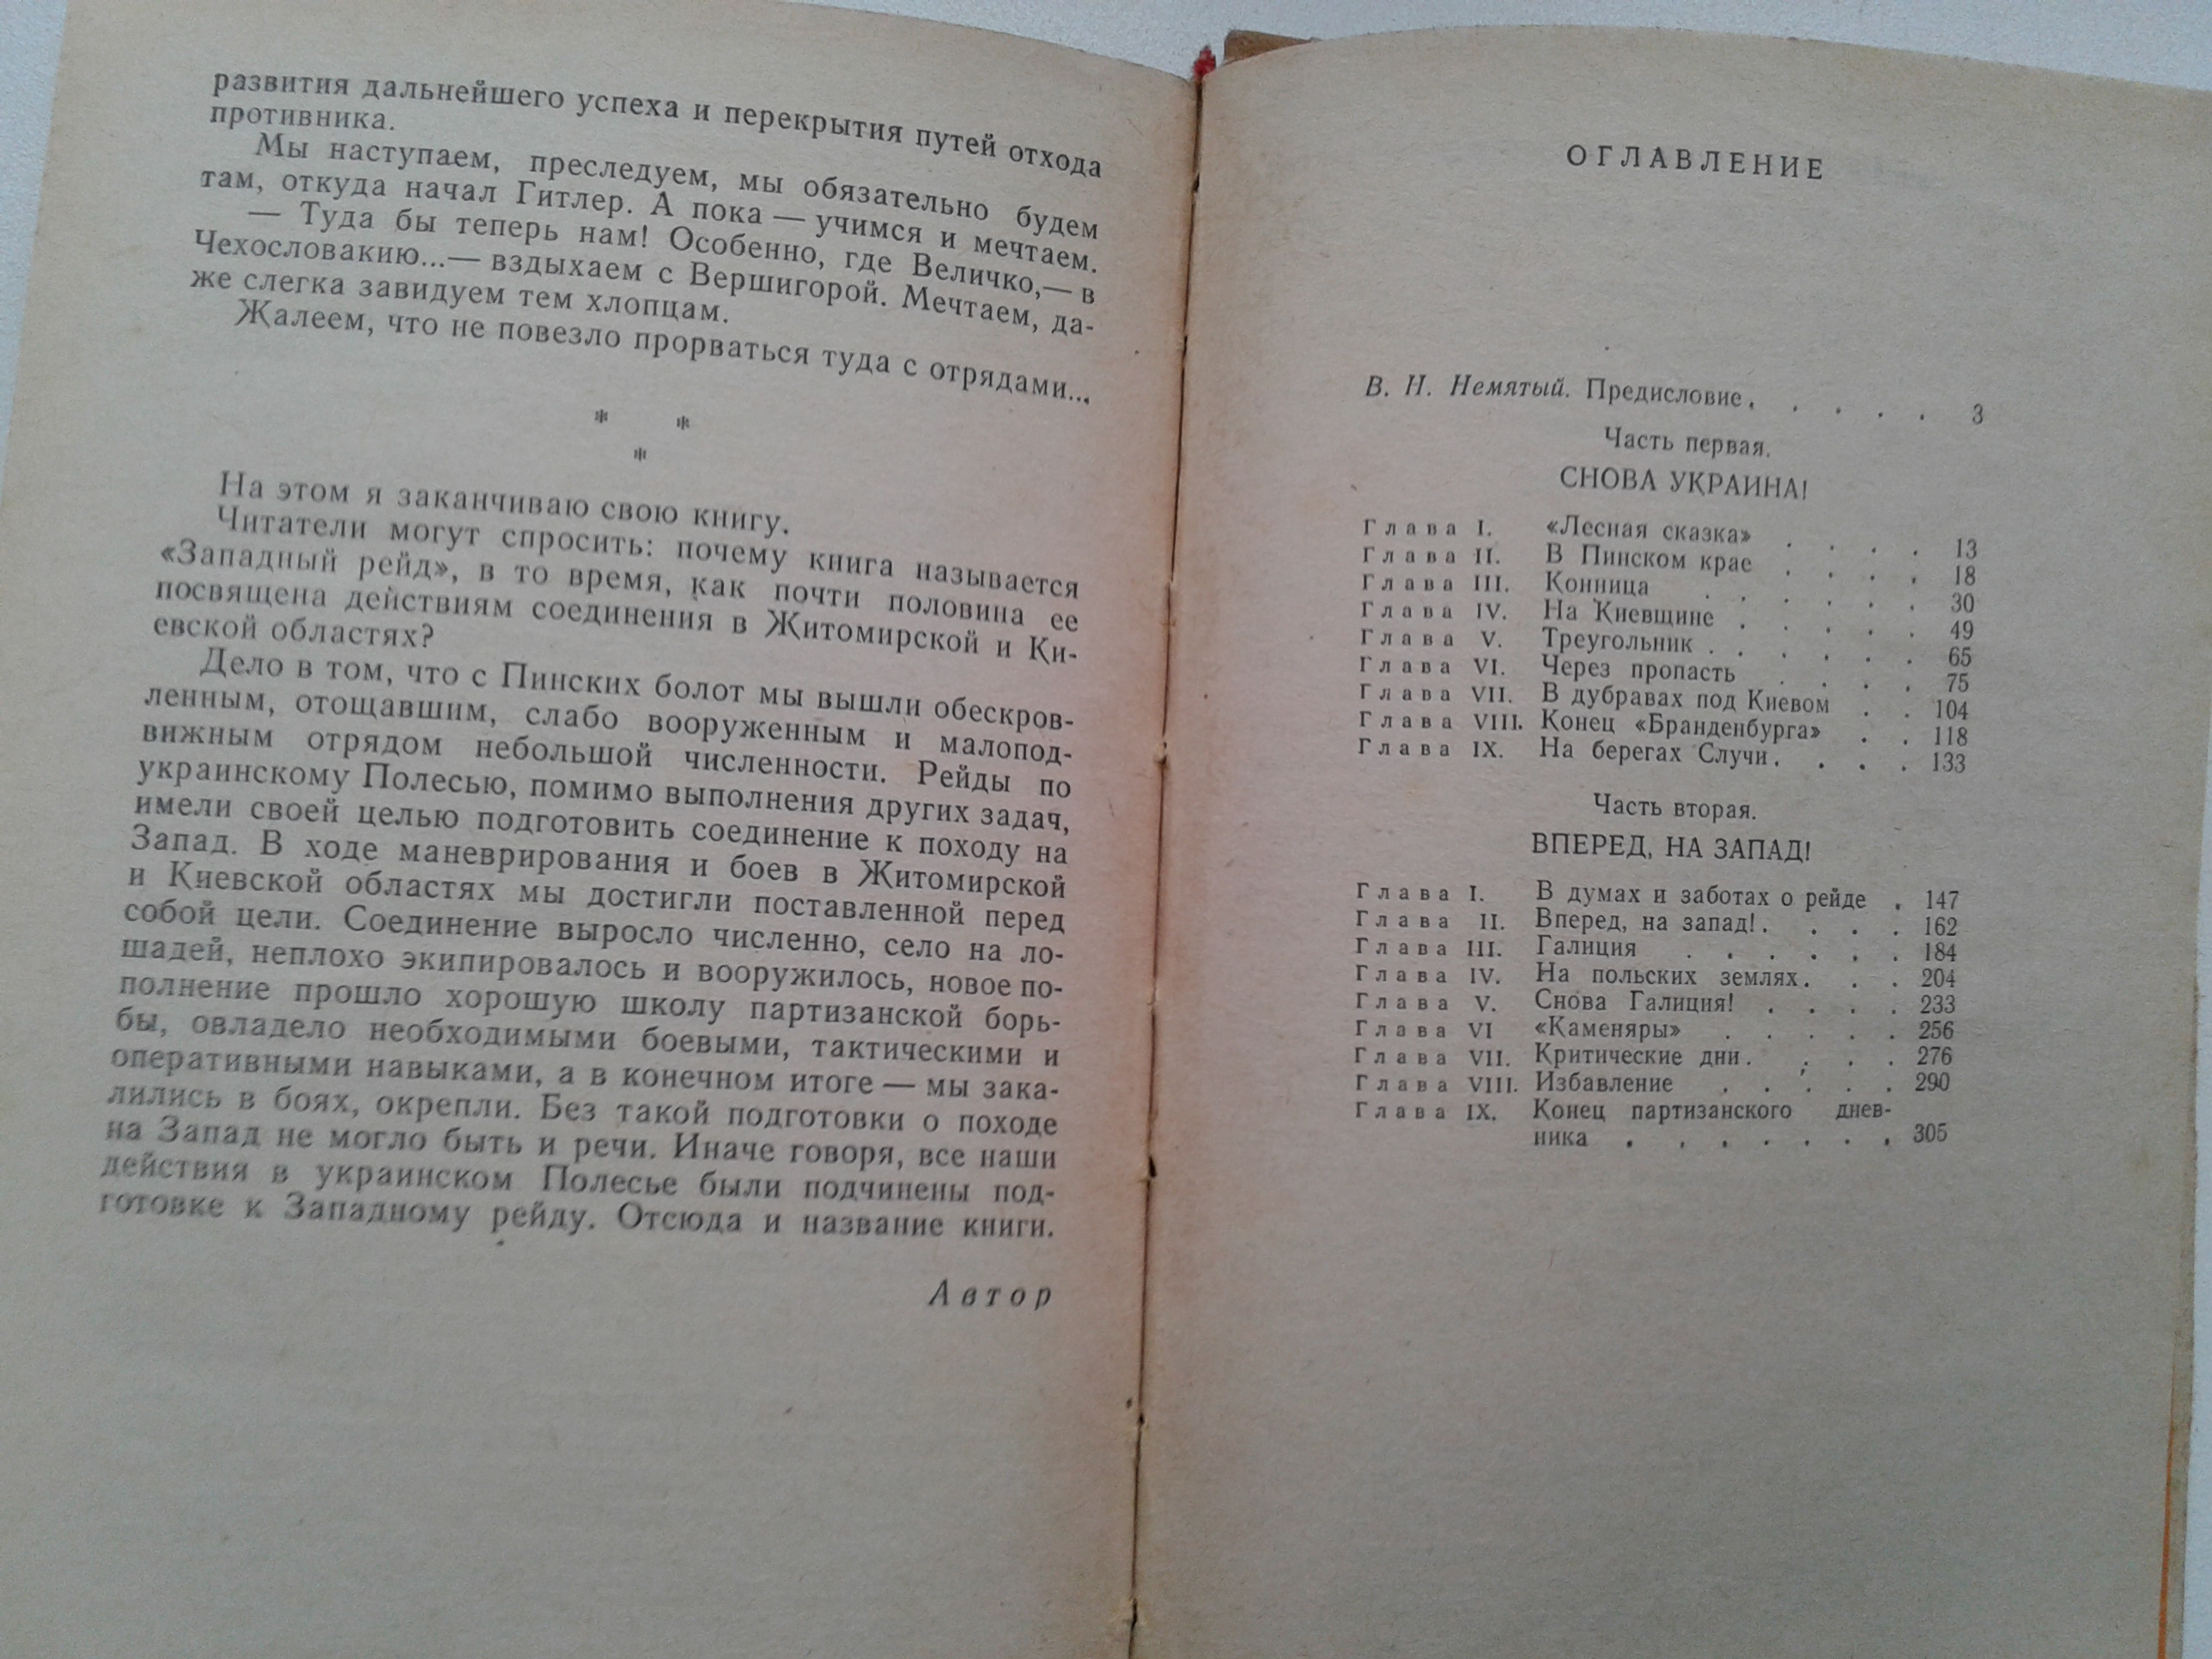 развития дальнейшего успеха и перекрытия путей отхода
противника.
Мы наступаем, преследуем, мы обязательно будем
там, откуда начал Гитлер. А пока — учимся и мечтаем.
— Туда бы теперь нам! Особенно, где Величко,— в
Чехословакию...— вздыхаем с Вершигорой. Мечтаем, да-
же слегка завидуем тем хлопцам.
Жалеем, что не повезло прорваться туда с отрядами...
* *
*
На этом я заканчиваю свою книгу.
Читатели могут спросить: почему книга называется
«Западный рейд», в то время, как почти половина ее
посвящена действиям соединения в Житомирской и Ки-
евской областях?
Дело в том, что с Пинских болот мы вышли обескров-
ленным, отощавшим, слабо вооруженным и малопод-
вижным отрядом небольшой численности. Рейды по
украинскому Полесью, помимо выполнения других задач,
имели своей целью подготовить соединение к походу на
Запад. В ходе маневрирования и боев в Житомирской
и Киевской областях мы достигли поставленной перед
собой цели. Соединение выросло численно, село на ло-
шадей, неплохо экипировалось и вооружилось, новое по-
полнение прошло хорошую школу партизанской борь-
бы, овладело необходимыми боевыми, тактическими и
оперативными навыками, а в конечном итоге — мы зака-
лились в боях, окрепли. Без такой подготовки о походе
на Запад не могло быть и речи. Иначе говоря, все наши
действия в украинском Полесье были подчинены под-
готовке к Западному рейду. Отсюда и название книги.
Автор
ОГЛАВЛЕНИЕ
В. Н. Немятый. Предисловие . . . . . 3
Часть первая.
СНОВА УКРАИНА!
Глава I. «Лесная сказка» . . . . 13
Глава II. В Пинском крае . . . . 18
Глава III. Конница . . . . . . 30
Глава IV. На Киевщине . . . . . 49
Глава V. Треугольник . . . . . . 65
Глава VI. Через пропасть . . . . 75
Глава VII. В дубравах под Киевом . . 104
Глава VIII. Конец «Бранденбурга» . . 118
Глава IX. На берегах Случи . . . . 133
Часть вторая.
ВПЕРЕД, НА ЗАПАД!
Глава I. В думах и заботах о рейде . 147
Глава II. Вперед, на запад! . . . . 162
Глава III. Галиция . . . . . . 184
Глава IV. На польских землях . . . 204
Глава V. Снова Галиция! . . . . 233
Глава VI «Каменяры» . . . . . 256
Глава VII. Критические дни . . . . 276
Глава VIII. Избавление . . . . . 290
Глава IX. Конец партизанского днев-
ника . . . . . . . 305